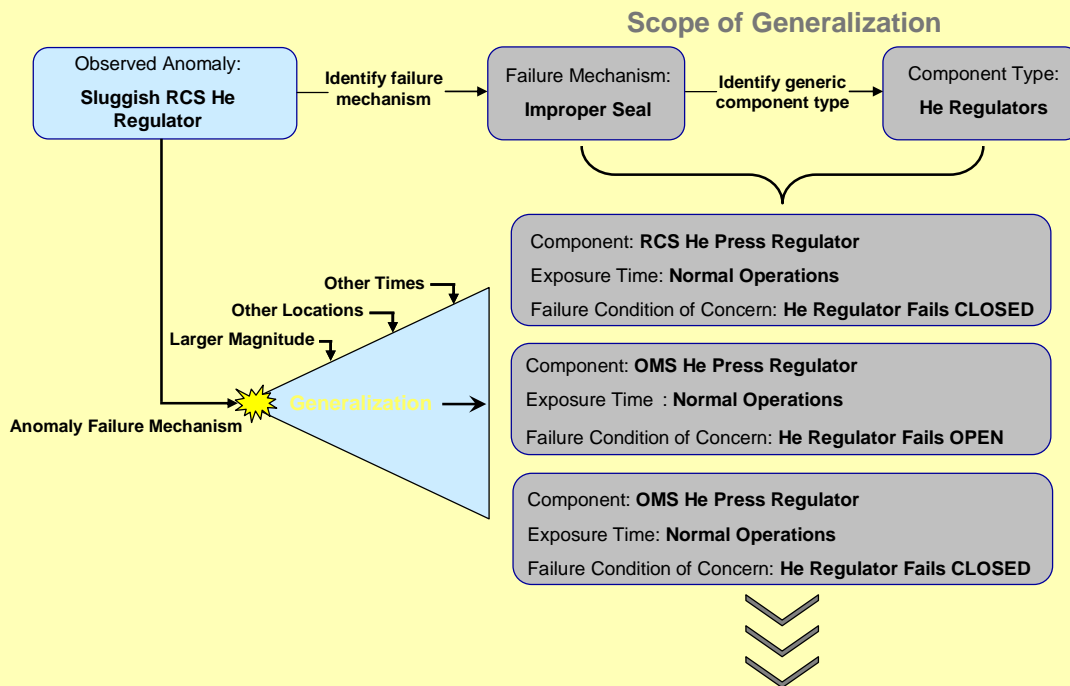 Scope of Generalization
Observed Anomaly:
Sluggish RCS He
Regulator
Identify failure
mechanism
Failure Mechanism:
Improper Seal
Identify generic
component type
Component Type:
He Regulators
Component: RCS He Press Regulator
Exposure Time: Normal Operations
Failure Condition of Concern: He Regulator Fails CLOSED
Other Times
Other Locations
Larger Magnitude
Generalization
Anomaly Failure Mechanism
Component: OMS He Press Regulator
Exposure Time : Normal Operations
Failure Condition of Concern: He Regulator Fails OPEN
Component: OMS He Press Regulator
Exposure Time: Normal Operations
Failure Condition of Concern: He Regulator Fails CLOSED